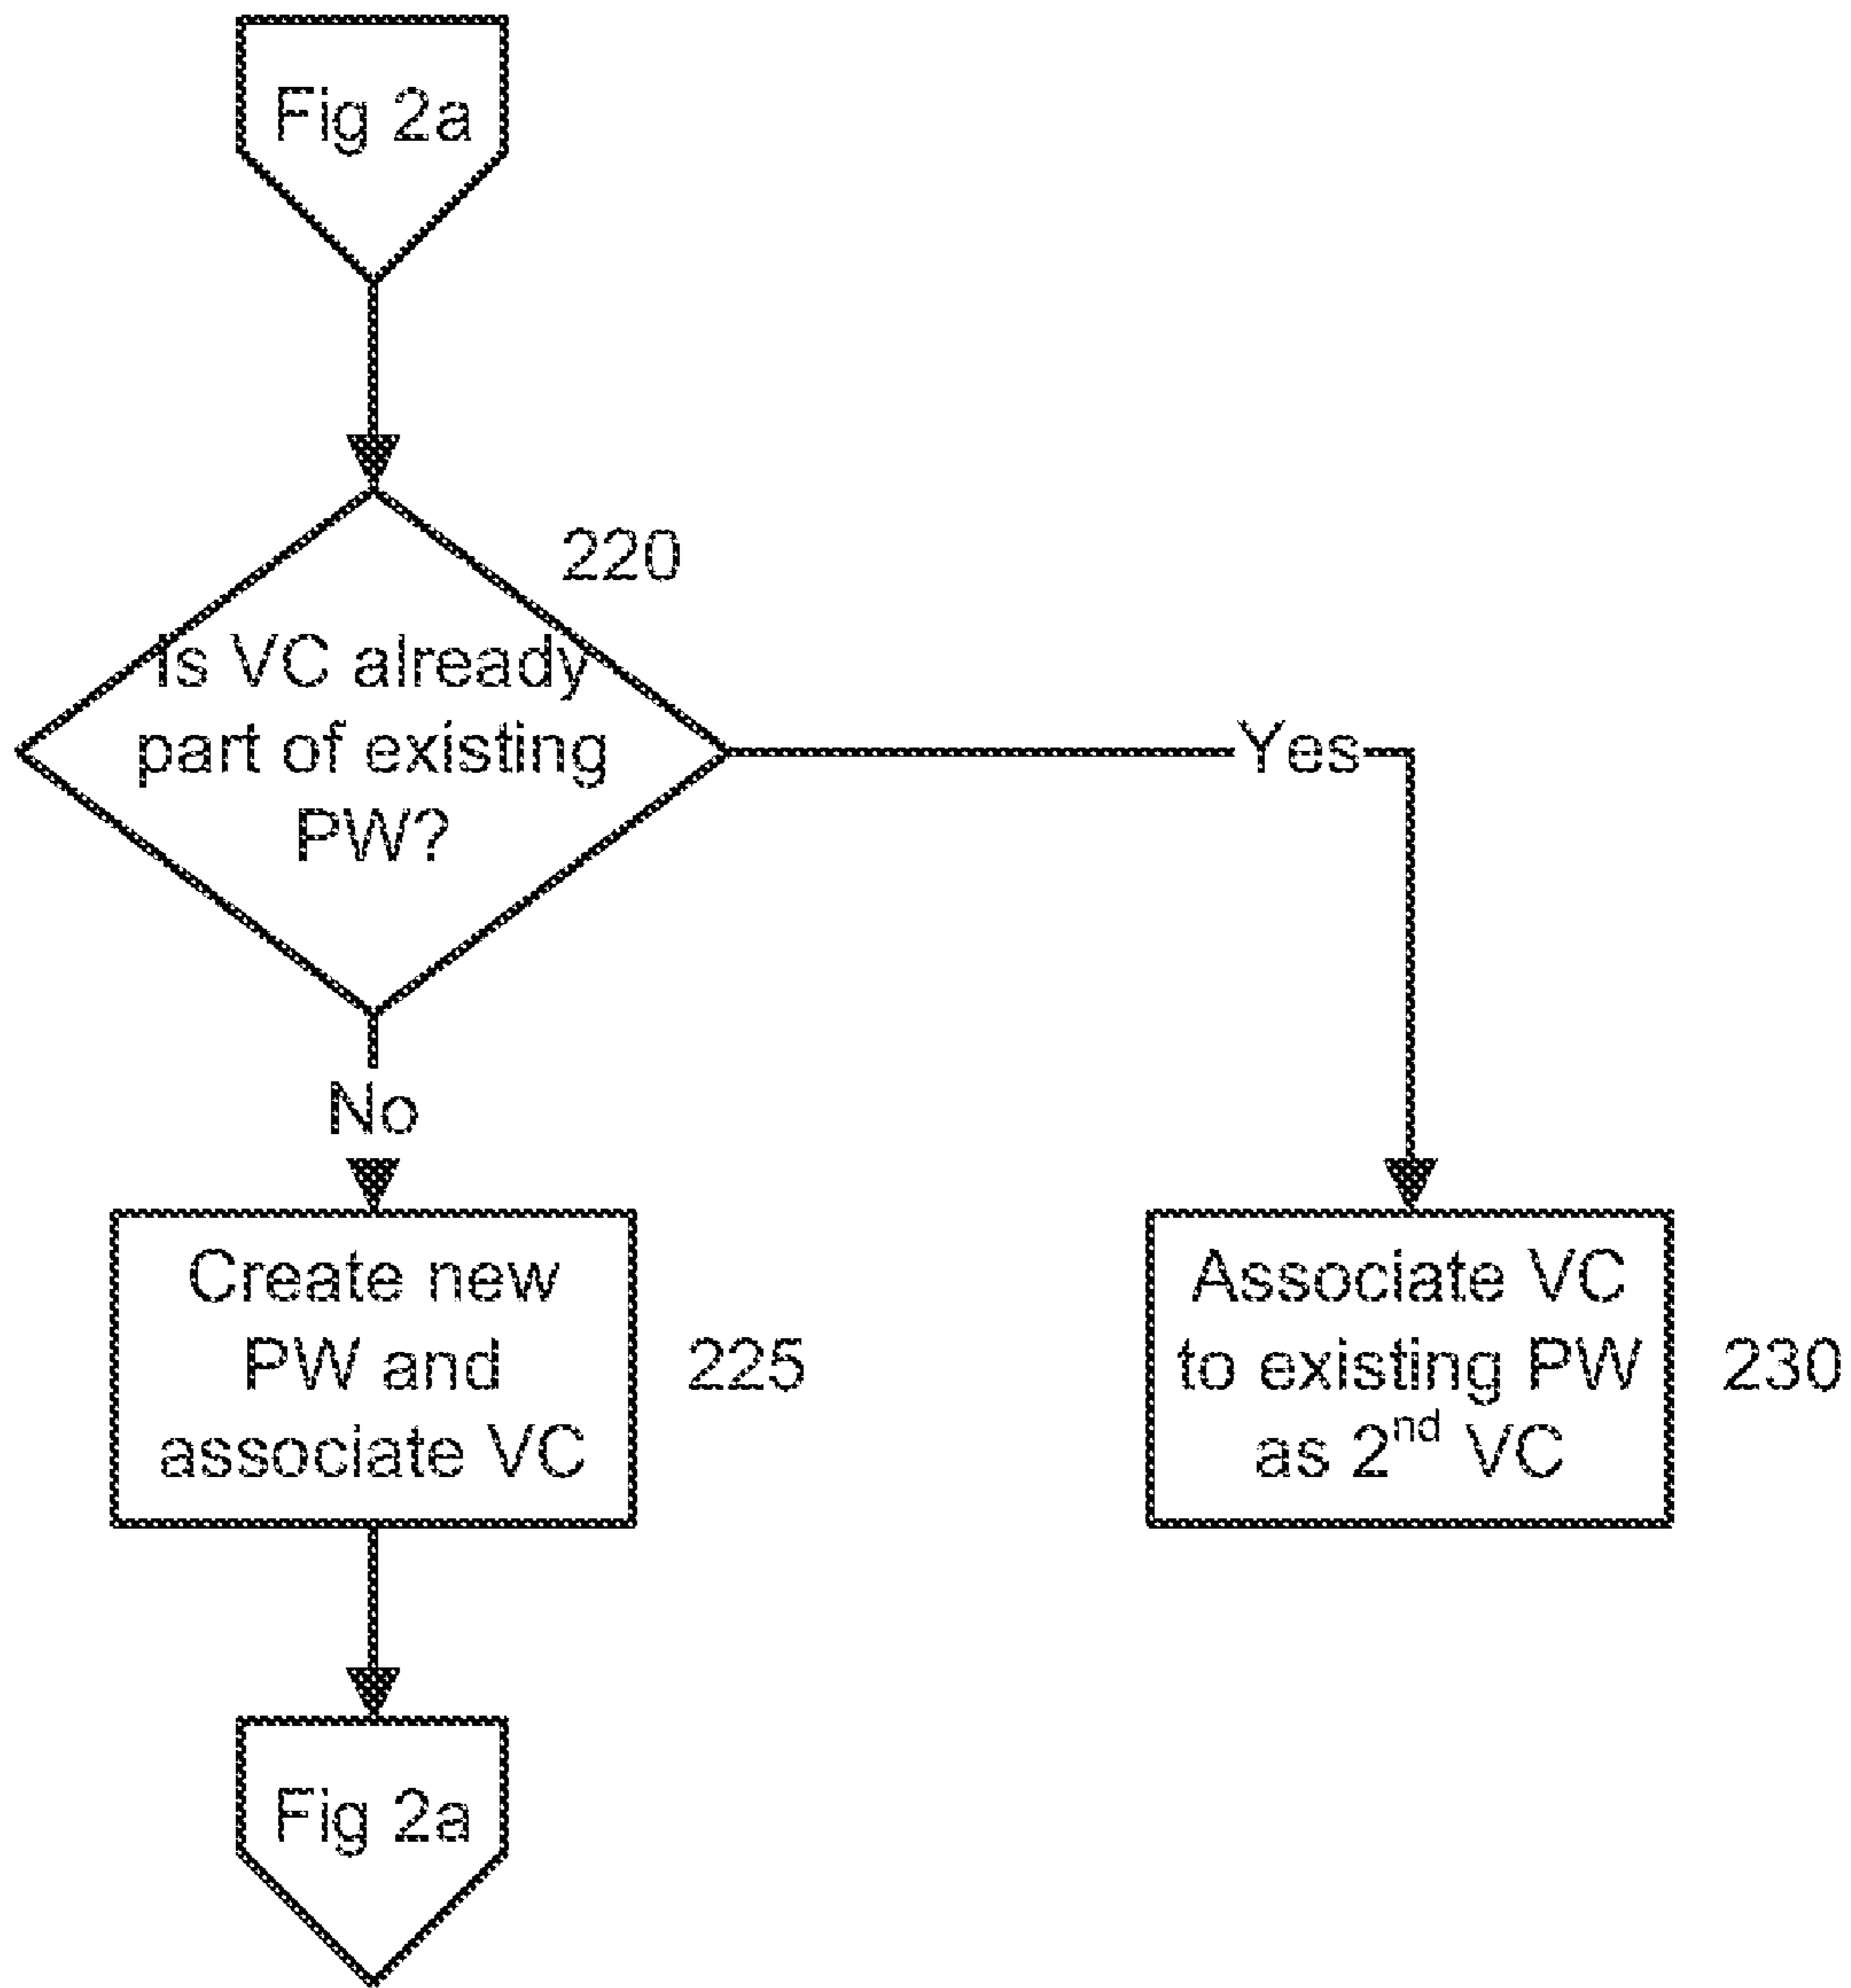 Fig 2a
220
Is VC already
part of existing
PW?
Yes
No
Create new
PW and
associate VC
225
Associate VC
to existing PW
as 2nd VC
230
Fig 2a